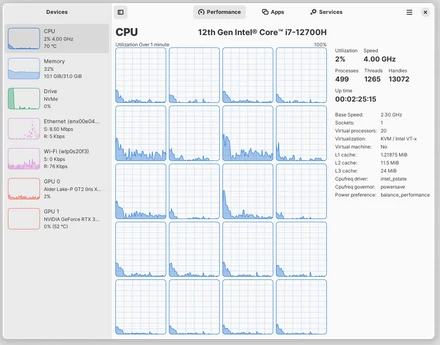 Devices
Performance
Apps
Services
CPU
2% 4.00 GHz
70 °C
Memory
32%
10.1 GiB/31.0 GiB
Drive
NVMe
0%
Ethernet (enx00e04...
S: 8.50 Mbps
R: 5 Kbps
Wi-Fi (wlp0s20f3)
S: 0 Kbps
R: 76 Kbps
GPU 0
Alder Lake-P GT2 (Iris X...
2%
GPU 1
NVIDIA GeForce RTX 3...
0% (52 °C)
CPU
12th Gen Intel® Core™ i7-12700H
Utilization Over 1 minute
100%
Utilization Speed
2% 4.00 GHz
Processes Threads Handles
499 1265 13072
Up time
00:02:25:15
Base Speed: 2.30 GHz
Sockets: 1
Virtual processors: 20
Virtualization: KVM / Intel VT-x
Virtual machine: No
L1 cache: 1.21875 MiB
L2 cache: 11.5 MiB
L3 cache: 24 MiB
Cpufreq driver: intel_pstate
Cpufreq governor: powersave
Power preference: balance_performance